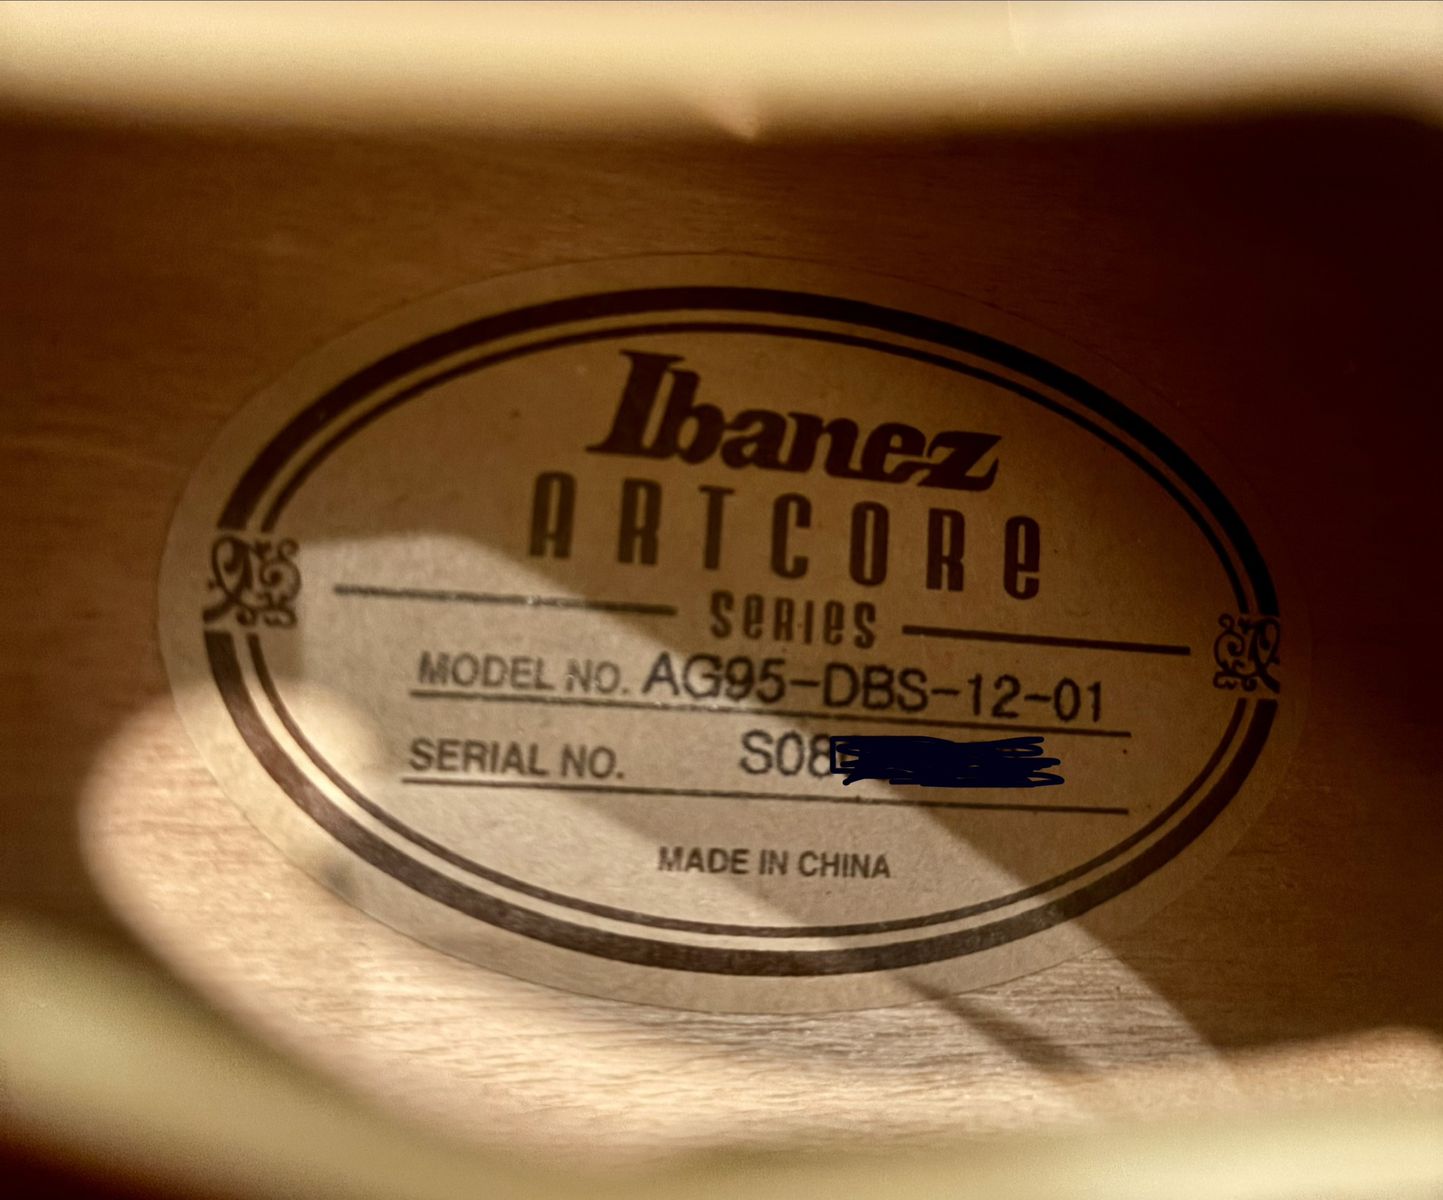 Ibanez
ARTCORE
SERIES
MODEL NO. AG95-DBS-12-01
SERIAL NO. S08
MADE IN CHINA